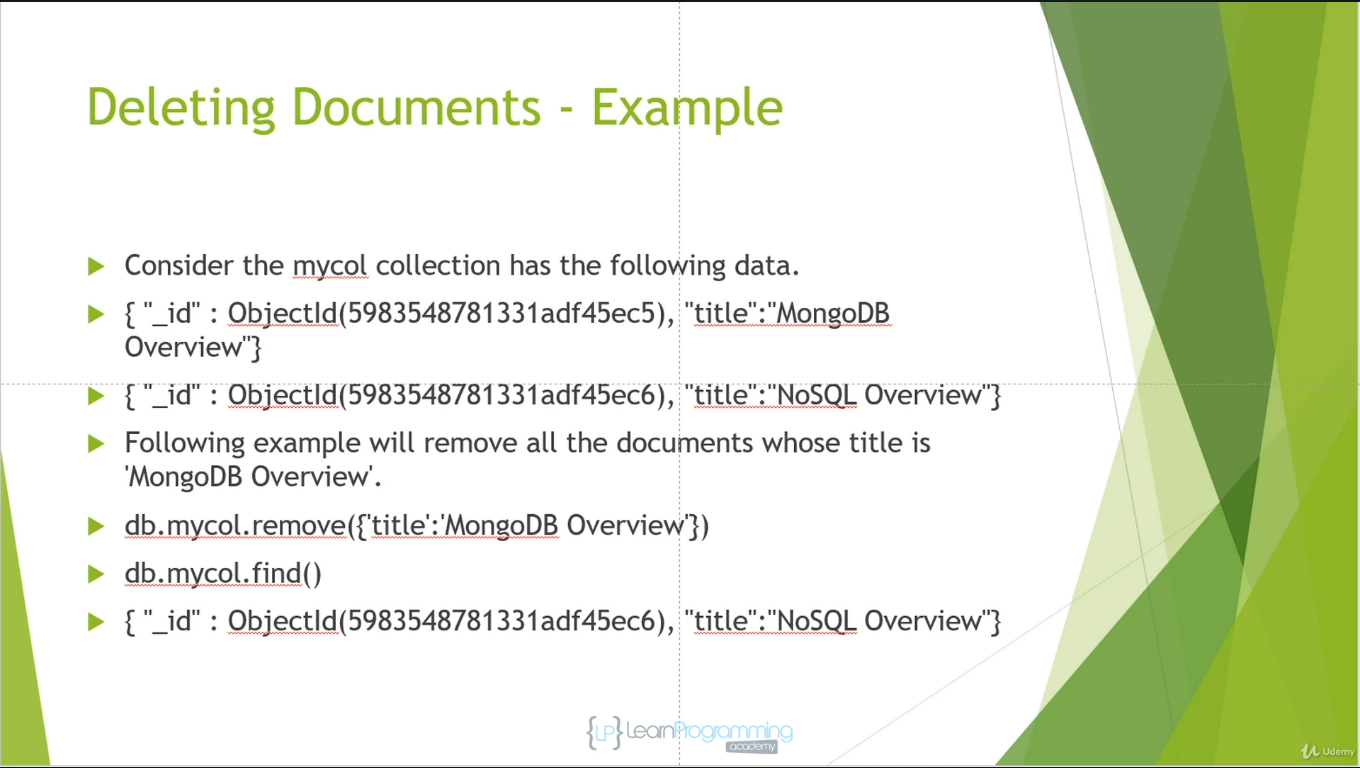 Deleting Documents - Example
Consider the mycol collection has the following data.
{ "_id" : ObjectId(5983548781331adf45ec5), "title":"MongoDB
Overview"}
{ "_id" : ObjectId(5983548781331adf45ec6), "title":"NoSQL Overview"}
Following example will remove all the documents whose title is
'MongoDB Overview'.
db.mycol.remove({'title':'MongoDB Overview'})
db.mycol.find()
{ "_id" : ObjectId(5983548781331adf45ec6), "title":"NoSQL Overview"}
{LP} LearnProgramming
academy
Udemy